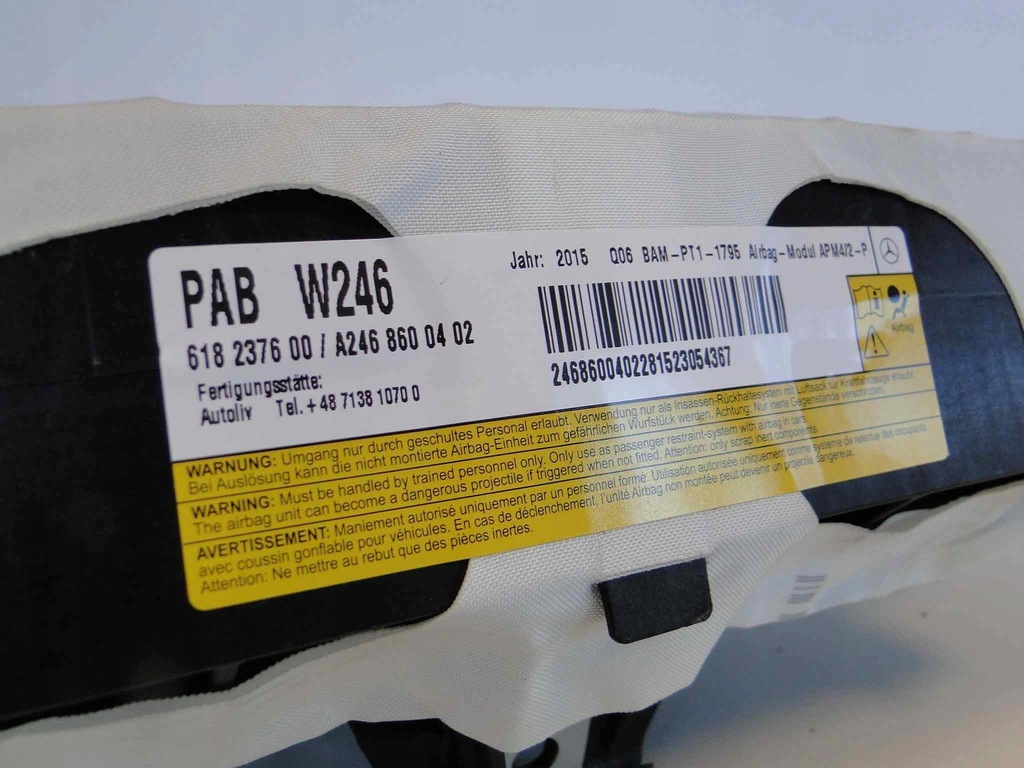 PAB W246
Jahr: 2015 Q06 BAM-PT1-1795 Airbag-Modul APM4/2-P
618 2376 00 / A246 860 04 02
24686004022815230543​67
Fertigungsstätte:
Autoliv Tel. +48 7138 1070 0
Airbag
WARNUNG: Umgang nur durch geschultes Personal erlaubt. Verwendung nur als Insassen-Rückhaltesystem mit Luftsack für Kraftfahrzeuge erlaubt.
Bei Auslösung kann die nicht montierte Airbag-Einheit zum gefährlichen Wurfstück werden. Achtung: Nur inerte Gegenstände verschrotten.
WARNING: Must be handled by trained personnel only. Only use as passenger restraint-system with airbag in cars.
The airbag unit can become a dangerous projectile if triggered when not fitted. Attention: only scrap inert components
AVERTISSEMENT: Maniement autorisé uniquement par un personnel formé. Utilisation autorisée uniquement comme système de retenue des occupants
avec coussin gonflable pour véhicules. En cas de déclenchement, l'unité Airbag non montée peut devenir un projectile dangereux.
Attention: Ne mettre au rebut que des pièces inertes.